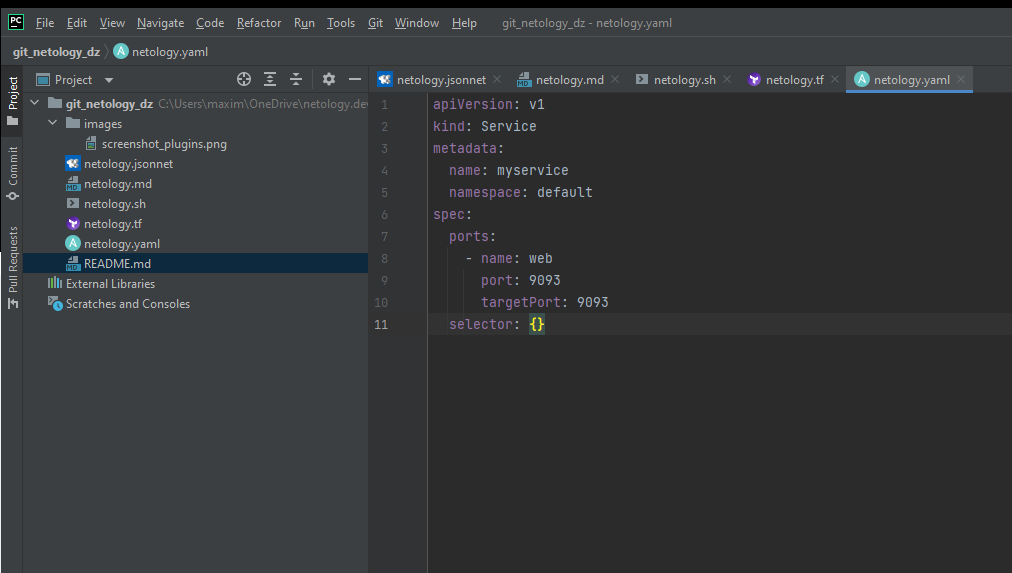 PC File Edit View Navigate Code Refactor Run Tools Git Window Help git_netology_dz - netology.yaml
git_netology_dz A netology.yaml
Project
Commit
Pull Requests
Project
git_netology_dz C:\Users\maxim\OneDrive\netology.de
images
screenshot_plugins.png
netology.jsonnet
MD netology.md
netology.sh
netology.tf
A netology.yaml
MD README.md
External Libraries
Scratches and Consoles
netology.jsonnet MD netology.md netology.sh netology.tf A netology.yaml
1 apiVersion: v1
2 kind: Service
3 metadata:
4   name: myservice
5   namespace: default
6 spec:
7   ports:
8     - name: web
9       port: 9093
10       targetPort: 9093
11   selector: {}